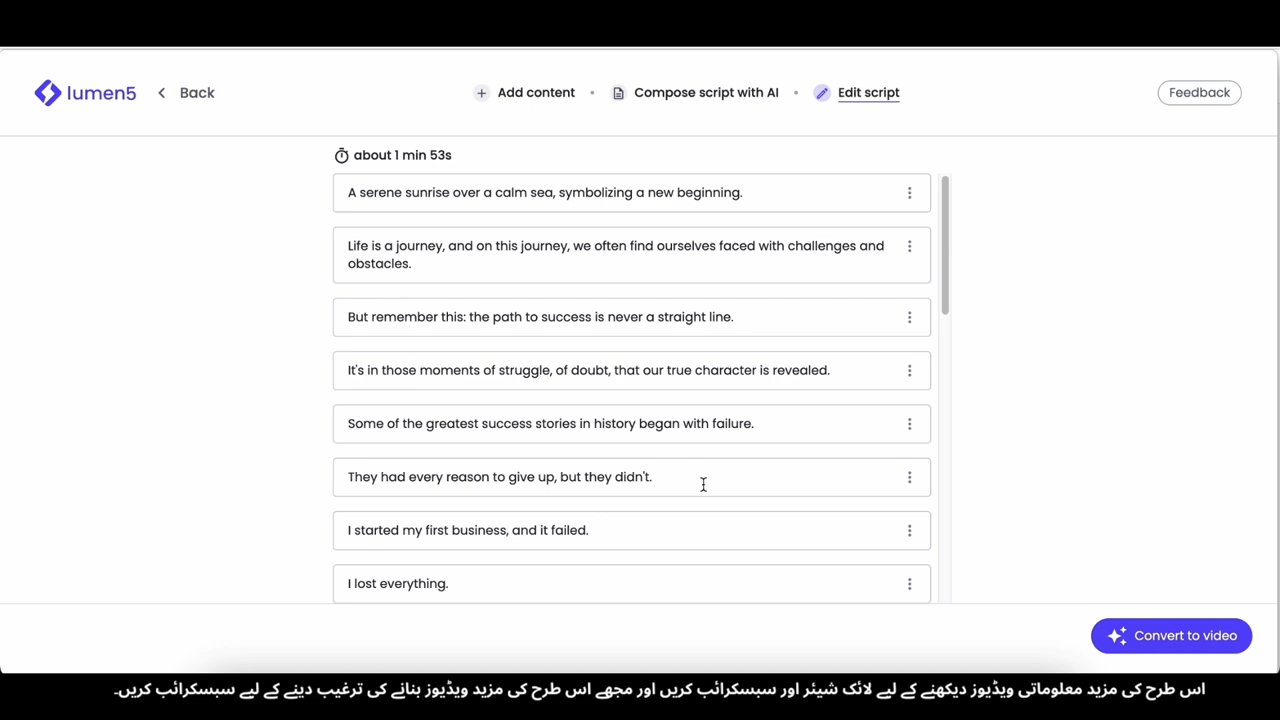 lumen5
Back
Add content
Compose script with AI
Edit script
Feedback
about 1 min 53s
A serene sunrise over a calm sea, symbolizing a new beginning.
Life is a journey, and on this journey, we often find ourselves faced with challenges and
obstacles.
But remember this: the path to success is never a straight line.
It's in those moments of struggle, of doubt, that our true character is revealed.
Some of the greatest success stories in history began with failure.
They had every reason to give up, but they didn't.
I started my first business, and it failed.
I lost everything.
Convert to video
اس طرح کی مزید معلوماتی ویڈیوز دیکھنے کے لیے لائک شیئر اور سبسکرائب کریں اور مجھے اس طرح کی مزید ویڈیوز بنانے کی ترغیب دینے کے لیے سبسکرائب کریں۔